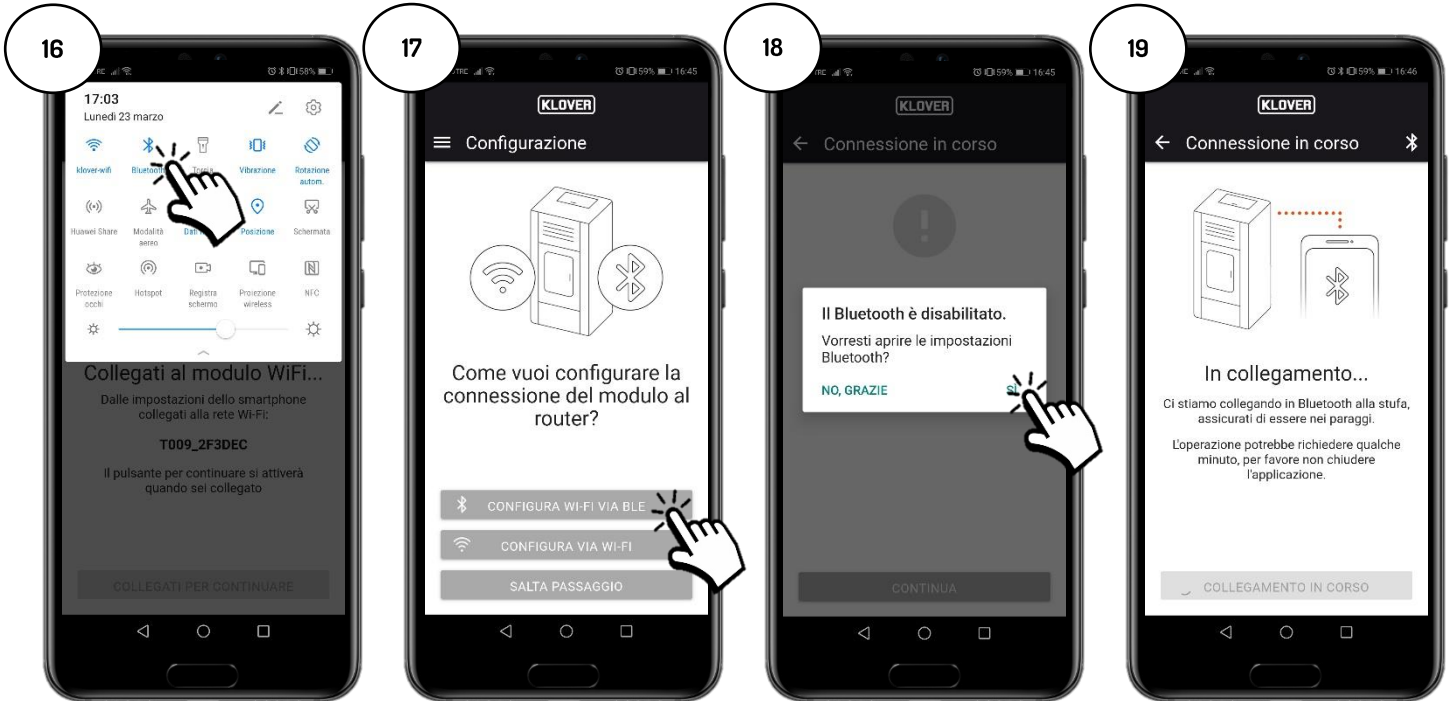 16
17:03
Lunedì 23 marzo
58%
klover-wifi
Bluetooth
Vibrazione
Rotazione
autom.
Huawei Share
Modalità
aereo
Posizione
Schermata
Protezione
occhi
Hotspot
Registra
schermo
Proiezione
wireless
NFC
Collegati al modulo WiFi...
Dalle impostazioni dello smartphone
collegati alla rete Wi-Fi:
T009_2F3DEC
Il pulsante per continuare si attiverà
quando sei collegato
COLLEGATI PER CONTINUARE
17
59% 16:45
KLOVER
Configurazione
Come vuoi configurare la
connessione del modulo al
router?
CONFIGURA WI-FI VIA BLE
CONFIGURA VIA WI-FI
SALTA PASSAGGIO
18
59% 16:45
KLOVER
Connessione in corso
Il Bluetooth è disabilitato.
Vorresti aprire le impostazioni
Bluetooth?
NO, GRAZIE
SÌ
CONTINUA
19
59% 16:46
KLOVER
Connessione in corso
In collegamento...
Ci stiamo collegando in Bluetooth alla stufa,
assicurati di essere nei paraggi.
L'operazione potrebbe richiedere qualche
minuto, per favore non chiudere
l'applicazione.
COLLEGAMENTO IN CORSO